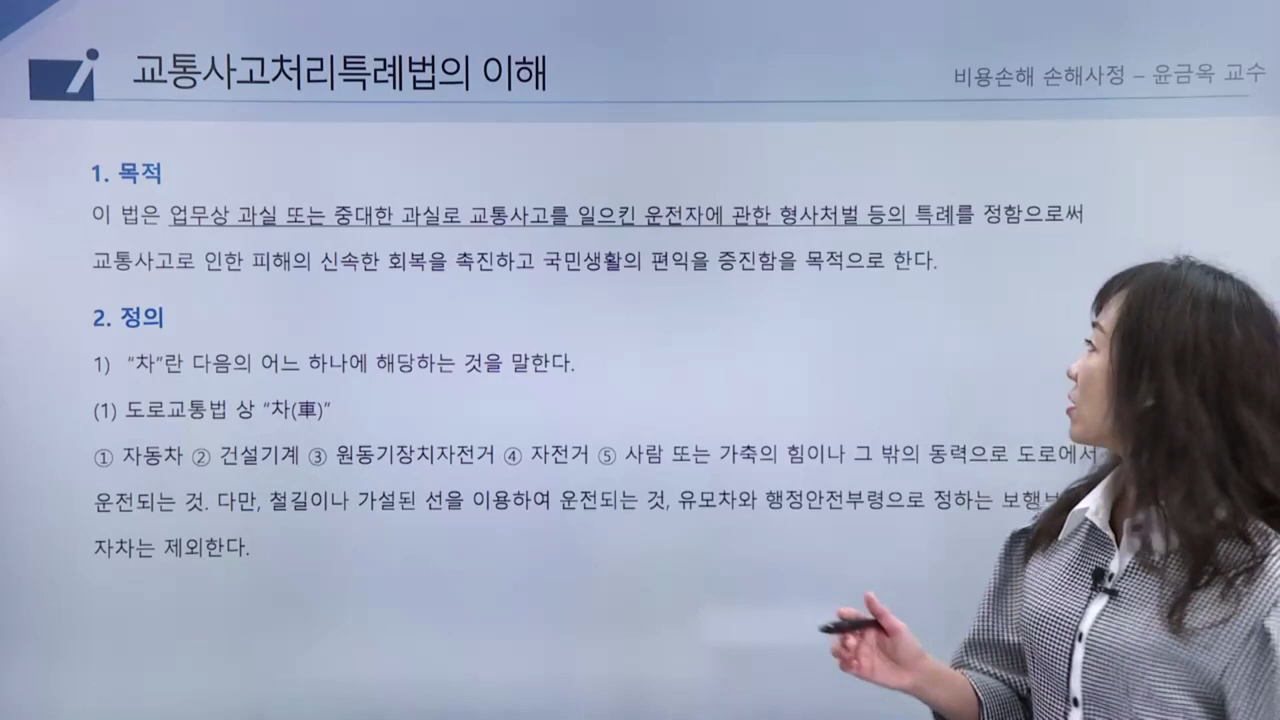 교통사고처리특례법의 이해
비용손해 손해사정 – 윤금옥 교수
1. 목적
이 법은 업무상 과실 또는 중대한 과실로 교통사고를 일으킨 운전자에 관한 형사처벌 등의 특례를 정함으로써
교통사고로 인한 피해의 신속한 회복을 촉진하고 국민생활의 편익을 증진함을 목적으로 한다.
2. 정의
1) “차”란 다음의 어느 하나에 해당하는 것을 말한다.
(1) 도로교통법 상 “차(車)”
① 자동차 ② 건설기계 ③ 원동기장치자전거 ④ 자전거 ⑤ 사람 또는 가축의 힘이나 그 밖의 동력으로 도로에서
운전되는 것. 다만, 철길이나 가설된 선을 이용하여 운전되는 것, 유모차와 행정안전부령으로 정하는
자차는 제외한다.